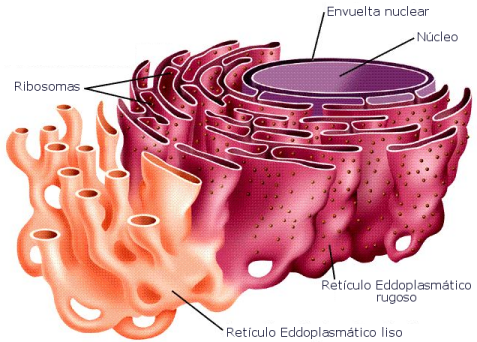 Envuelta nuclear
Núcleo
Ribosomas
Retículo Eddoplasmático
rugoso
Retículo Eddoplasmático liso